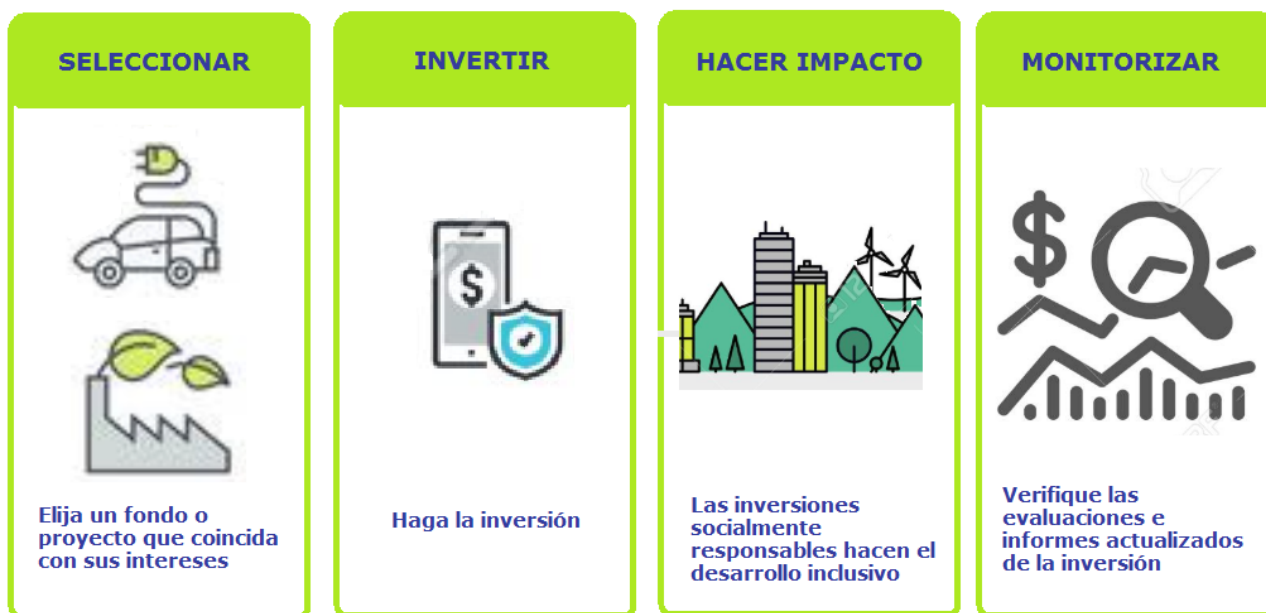 SELECCIONAR
INVERTIR
HACER IMPACTO
MONITORIZAR
$
$
Elija un fondo o
proyecto que coincida
con sus intereses
Haga la inversión
Las inversiones
socialmente
responsables hacen el
desarrollo inclusivo
Verifique las
evaluaciones e
informes actualizados
de la inversión